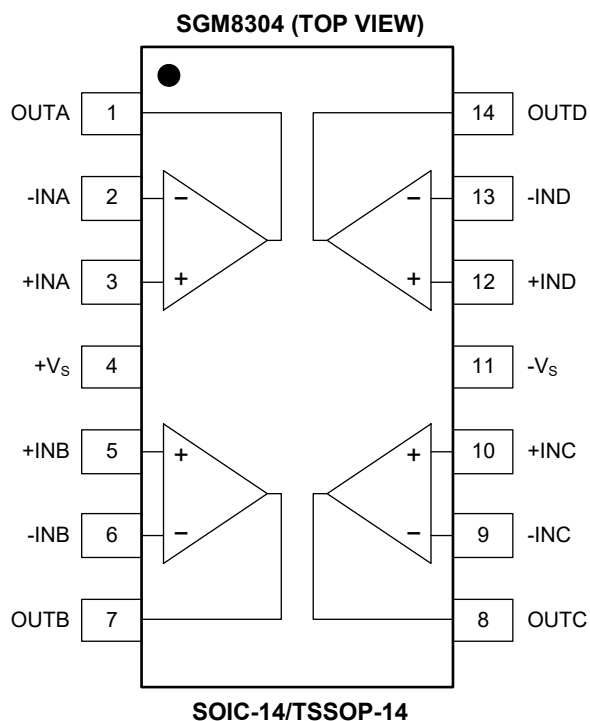 SGM8304 (TOP VIEW)
OUTA 1 14 OUTD
-INA 2 − − 13 -IND
+INA 3 + + 12 +IND
+VS 4 11 -VS
+INB 5 + + 10 +INC
-INB 6 − − 9 -INC
OUTB 7 8 OUTC
SOIC-14/TSSOP-14